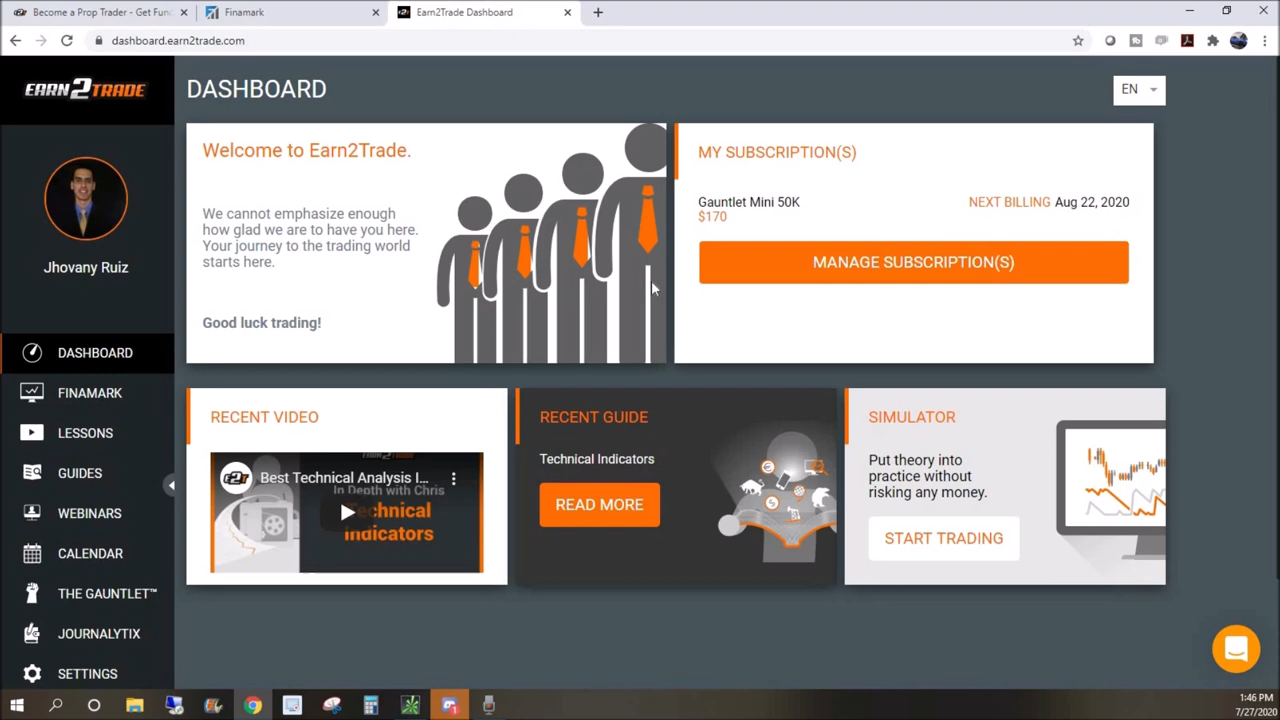 Become a Prop Trader - Get Fun
Finamark
Earn2Trade Dashboard
dashboard.earn2trade.com
EARN2TRADE
DASHBOARD
EN
Jhovany Ruiz
Welcome to Earn2Trade.
We cannot emphasize enough
how glad we are to have you here.
Your journey to the trading world
starts here.
Good luck trading!
MY SUBSCRIPTION(S)
Gauntlet Mini 50K
NEXT BILLING Aug 22, 2020
$170
MANAGE SUBSCRIPTION(S)
DASHBOARD
FINAMARK
LESSONS
GUIDES
WEBINARS
CALENDAR
THE GAUNTLET™
JOURNALYTIX
SETTINGS
RECENT VIDEO
e2t
Best Technical Analysis I...
In Depth with Chris
Technical
Indicators
RECENT GUIDE
Technical Indicators
READ MORE
SIMULATOR
Put theory into
practice without
risking any money.
START TRADING
1:46 PM
7/27/2020